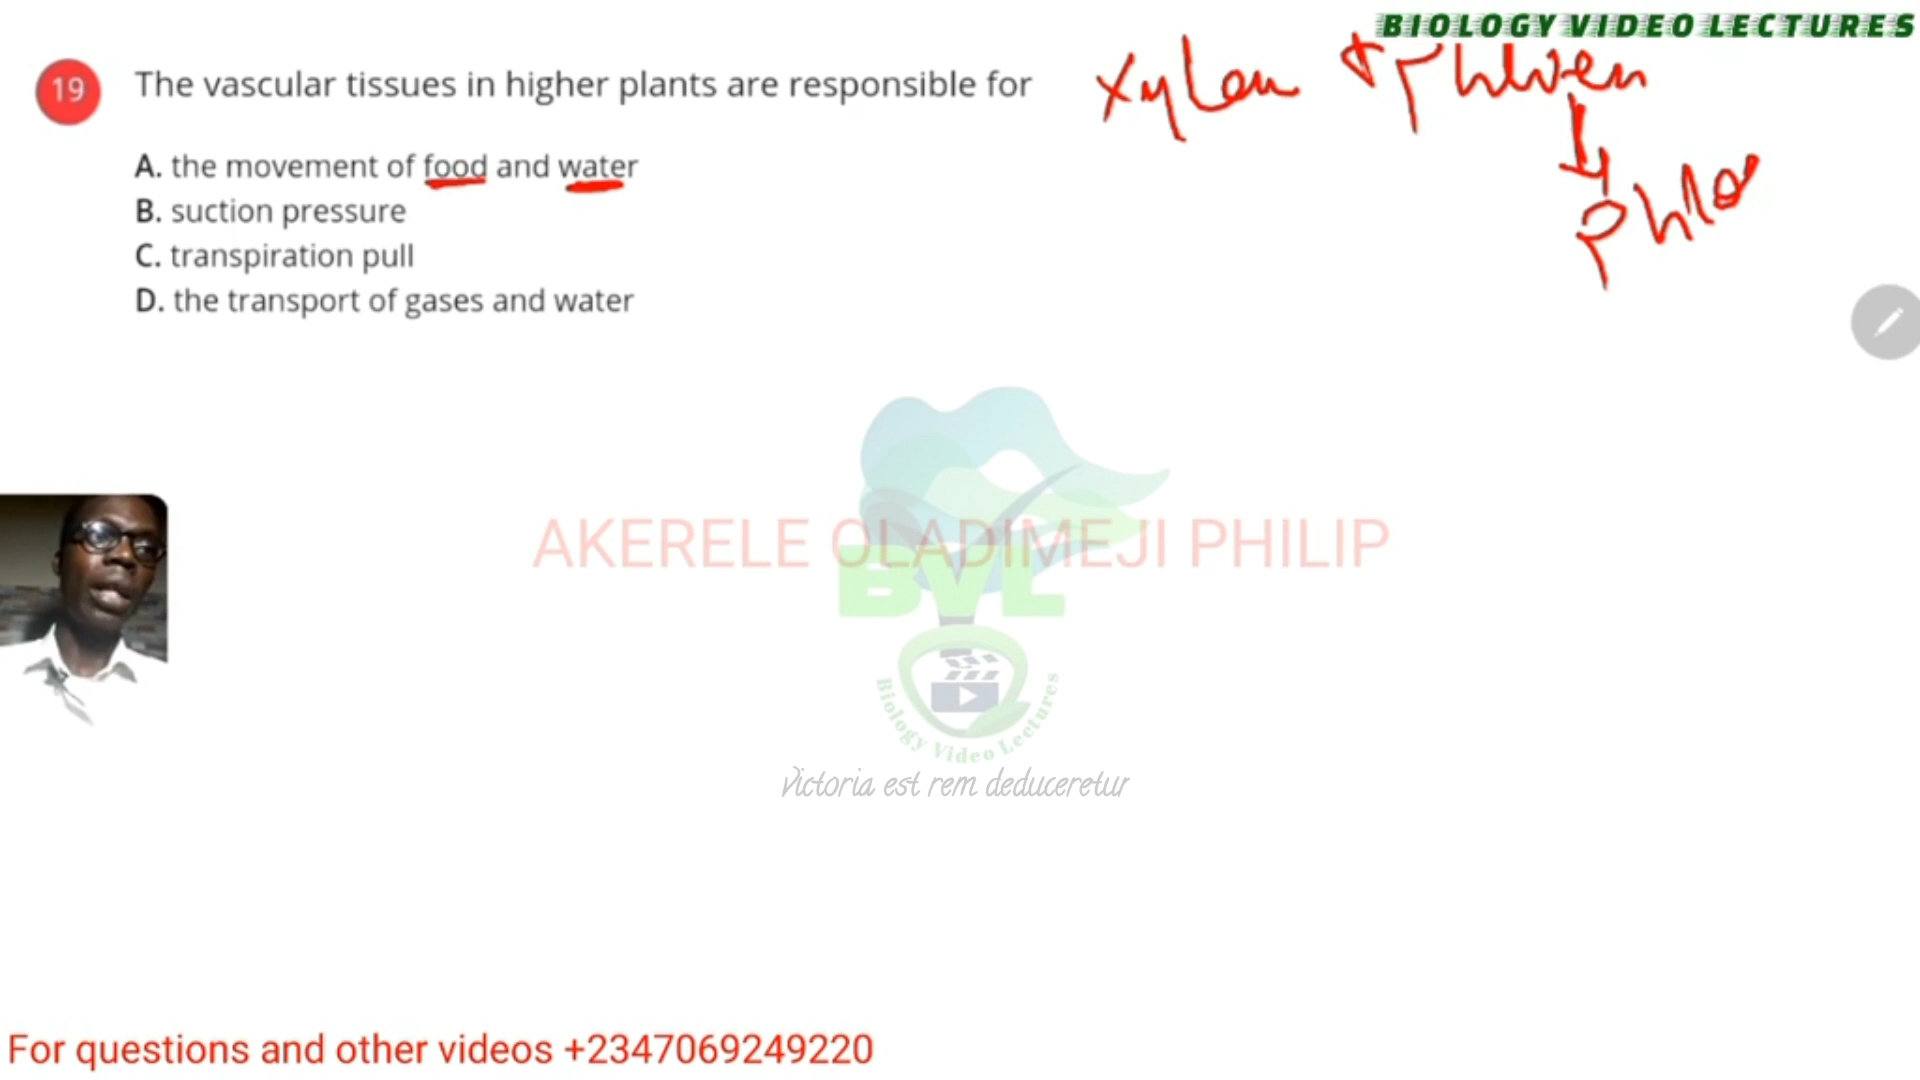 BIOLOGY VIDEO LECTURES
19 The vascular tissues in higher plants are responsible for
Xylem & Phloem
A. the movement of food and water
Phloe
B. suction pressure
C. transpiration pull
D. the transport of gases and water
AKERELE OLADIMEJI PHILIP
BVL
Biology Video Lectures
Victoria est rem deduceretur
For questions and other videos +2347069249220